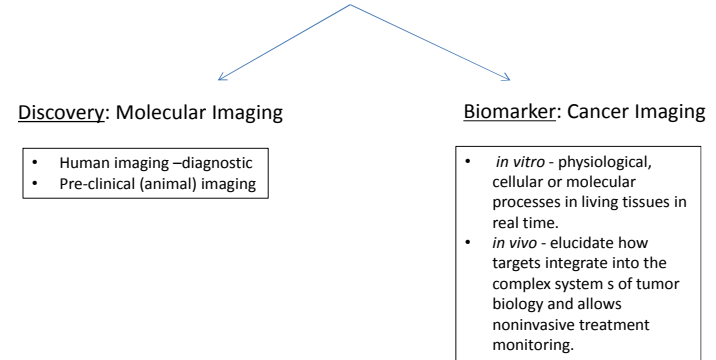 Discovery: Molecular Imaging
• Human imaging –diagnostic
• Pre-clinical (animal) imaging
Biomarker: Cancer Imaging
• in vitro - physiological,
cellular or molecular
processes in living tissues in
real time.
• in vivo - elucidate how
targets integrate into the
complex system s of tumor
biology and allows
noninvasive treatment
monitoring.